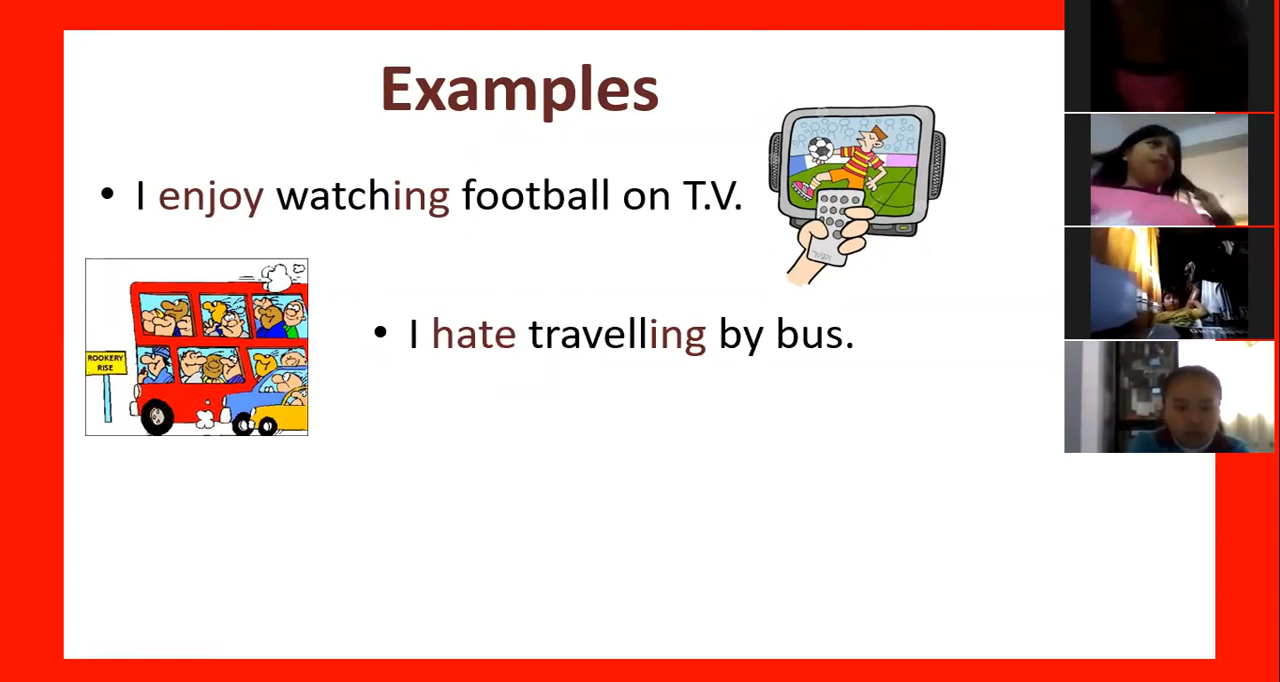 Examples
• I enjoy watching football on T.V.
ROOKERY
RISE
• I hate travelling by bus.